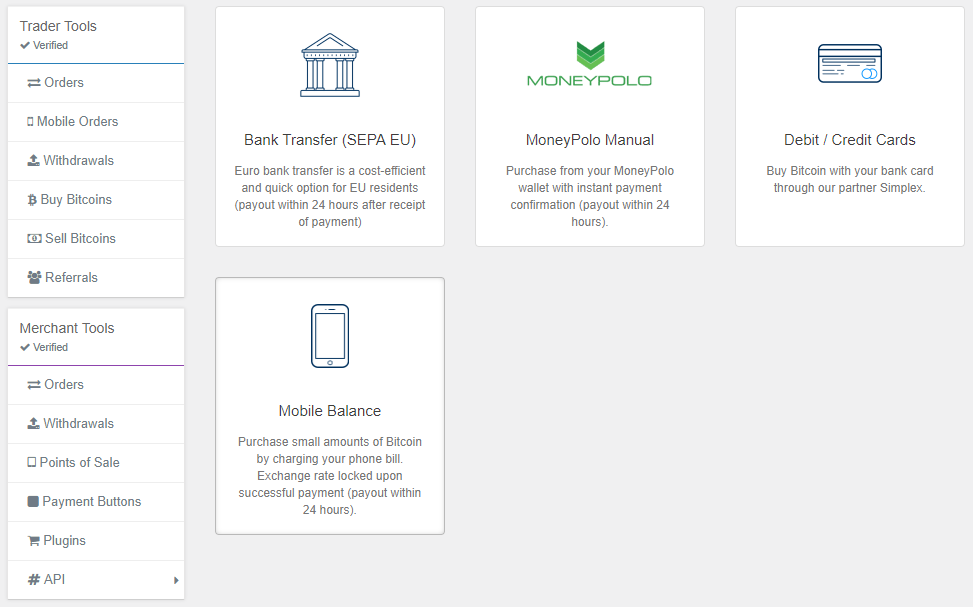 Trader Tools
Verified
Orders
Mobile Orders
Withdrawals
Buy Bitcoins
Sell Bitcoins
Referrals
Merchant Tools
Verified
Orders
Withdrawals
Points of Sale
Payment Buttons
Plugins
API
Bank Transfer (SEPA EU)
Euro bank transfer is a cost-efficient
and quick option for EU residents
(payout within 24 hours after receipt
of payment)
MONEYPOLO
MoneyPolo Manual
Purchase from your MoneyPolo
wallet with instant payment
confirmation (payout within 24
hours).
Debit / Credit Cards
Buy Bitcoin with your bank card
through our partner Simplex.
Mobile Balance
Purchase small amounts of Bitcoin
by charging your phone bill.
Exchange rate locked upon
successful payment (payout within
24 hours).